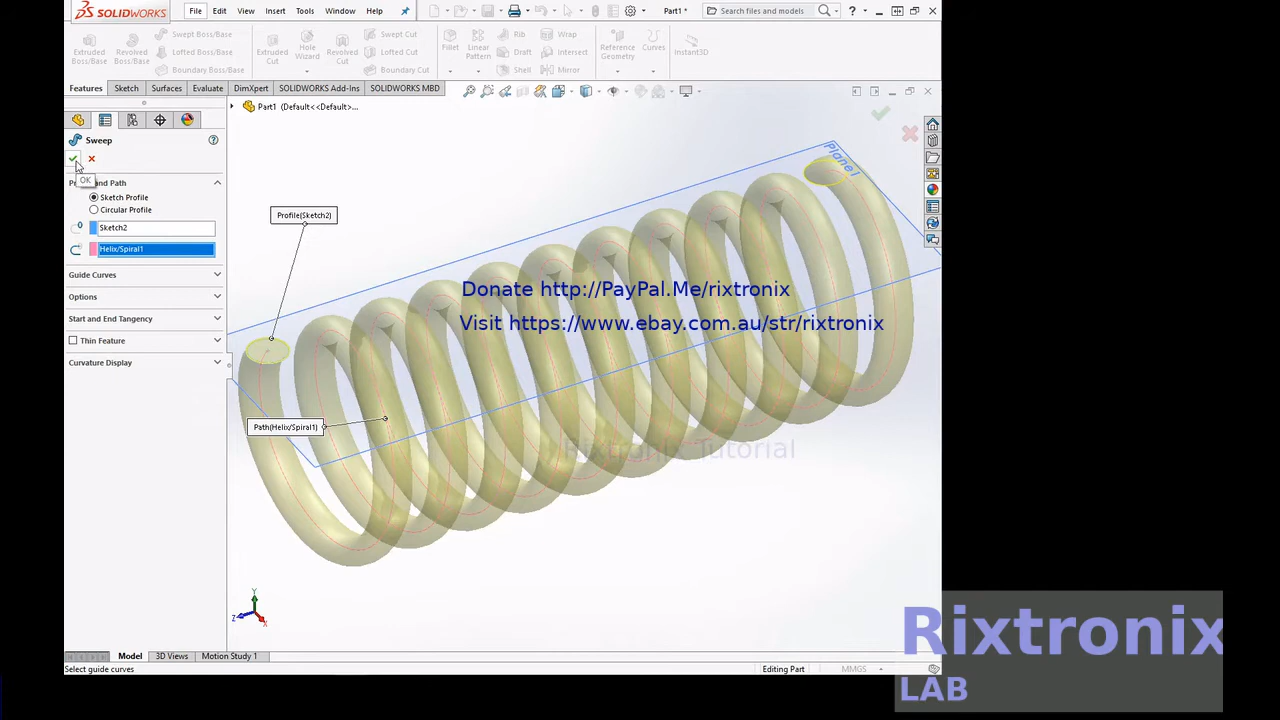 SOLIDWORKS File Edit View Insert Tools Window Help Part1 * Search files and models
Extruded Boss/Base
Revolved Boss/Base
Swept Boss/Base
Lofted Boss/Base
Boundary Boss/Base
Extruded Cut
Hole Wizard
Revolved Cut
Swept Cut
Lofted Cut
Boundary Cut
Fillet
Linear Pattern
Rib
Draft
Shell
Wrap
Intersect
Mirror
Reference Geometry
Curves
Instant3D
Features Sketch Surfaces Evaluate DimXpert SOLIDWORKS Add-Ins SOLIDWORKS MBD
Part1 (Default<<Default>...
Sweep
OK
Profile and Path
Sketch Profile
Circular Profile
Sketch2
Helix/Spiral1
Guide Curves
Options
Start and End Tangency
Thin Feature
Curvature Display
Plane1
Profile(Sketch2)
Donate http://PayPal.Me/rixtronix
Visit https://www.ebay.com.au/str/rixtronix
Path(Helix/Spiral1)
Rixtronix Tutorial
Y
Z
X
Rixtronix
LAB
Model 3D Views Motion Study 1
Select guide curves Editing Part MMGS